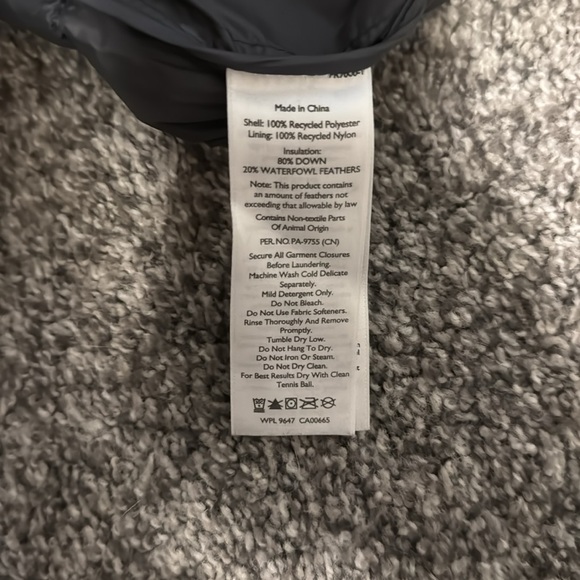 Made in China
Shell: 100% Recycled Polyester
Lining: 100% Recycled Nylon
Insulation:
80% DOWN
20% WATERFOWL FEATHERS
Note: This product contains
an amount of feathers not
exceeding that allowable by law
Contains Non-textile Parts
Of Animal Origin
PER. NO. PA-9755 (CN)
Secure All Garment Closures
Before Laundering.
Machine Wash Cold Delicate
Separately.
Mild Detergent Only.
Do Not Bleach.
Do Not Use Fabric Softeners.
Rinse Thoroughly And Remove
Promptly.
Tumble Dry Low.
Do Not Hang To Dry.
Do Not Iron Or Steam.
Do Not Dry Clean.
For Best Results Dry With Clean
Tennis Ball.
WPL 9647 CA00665